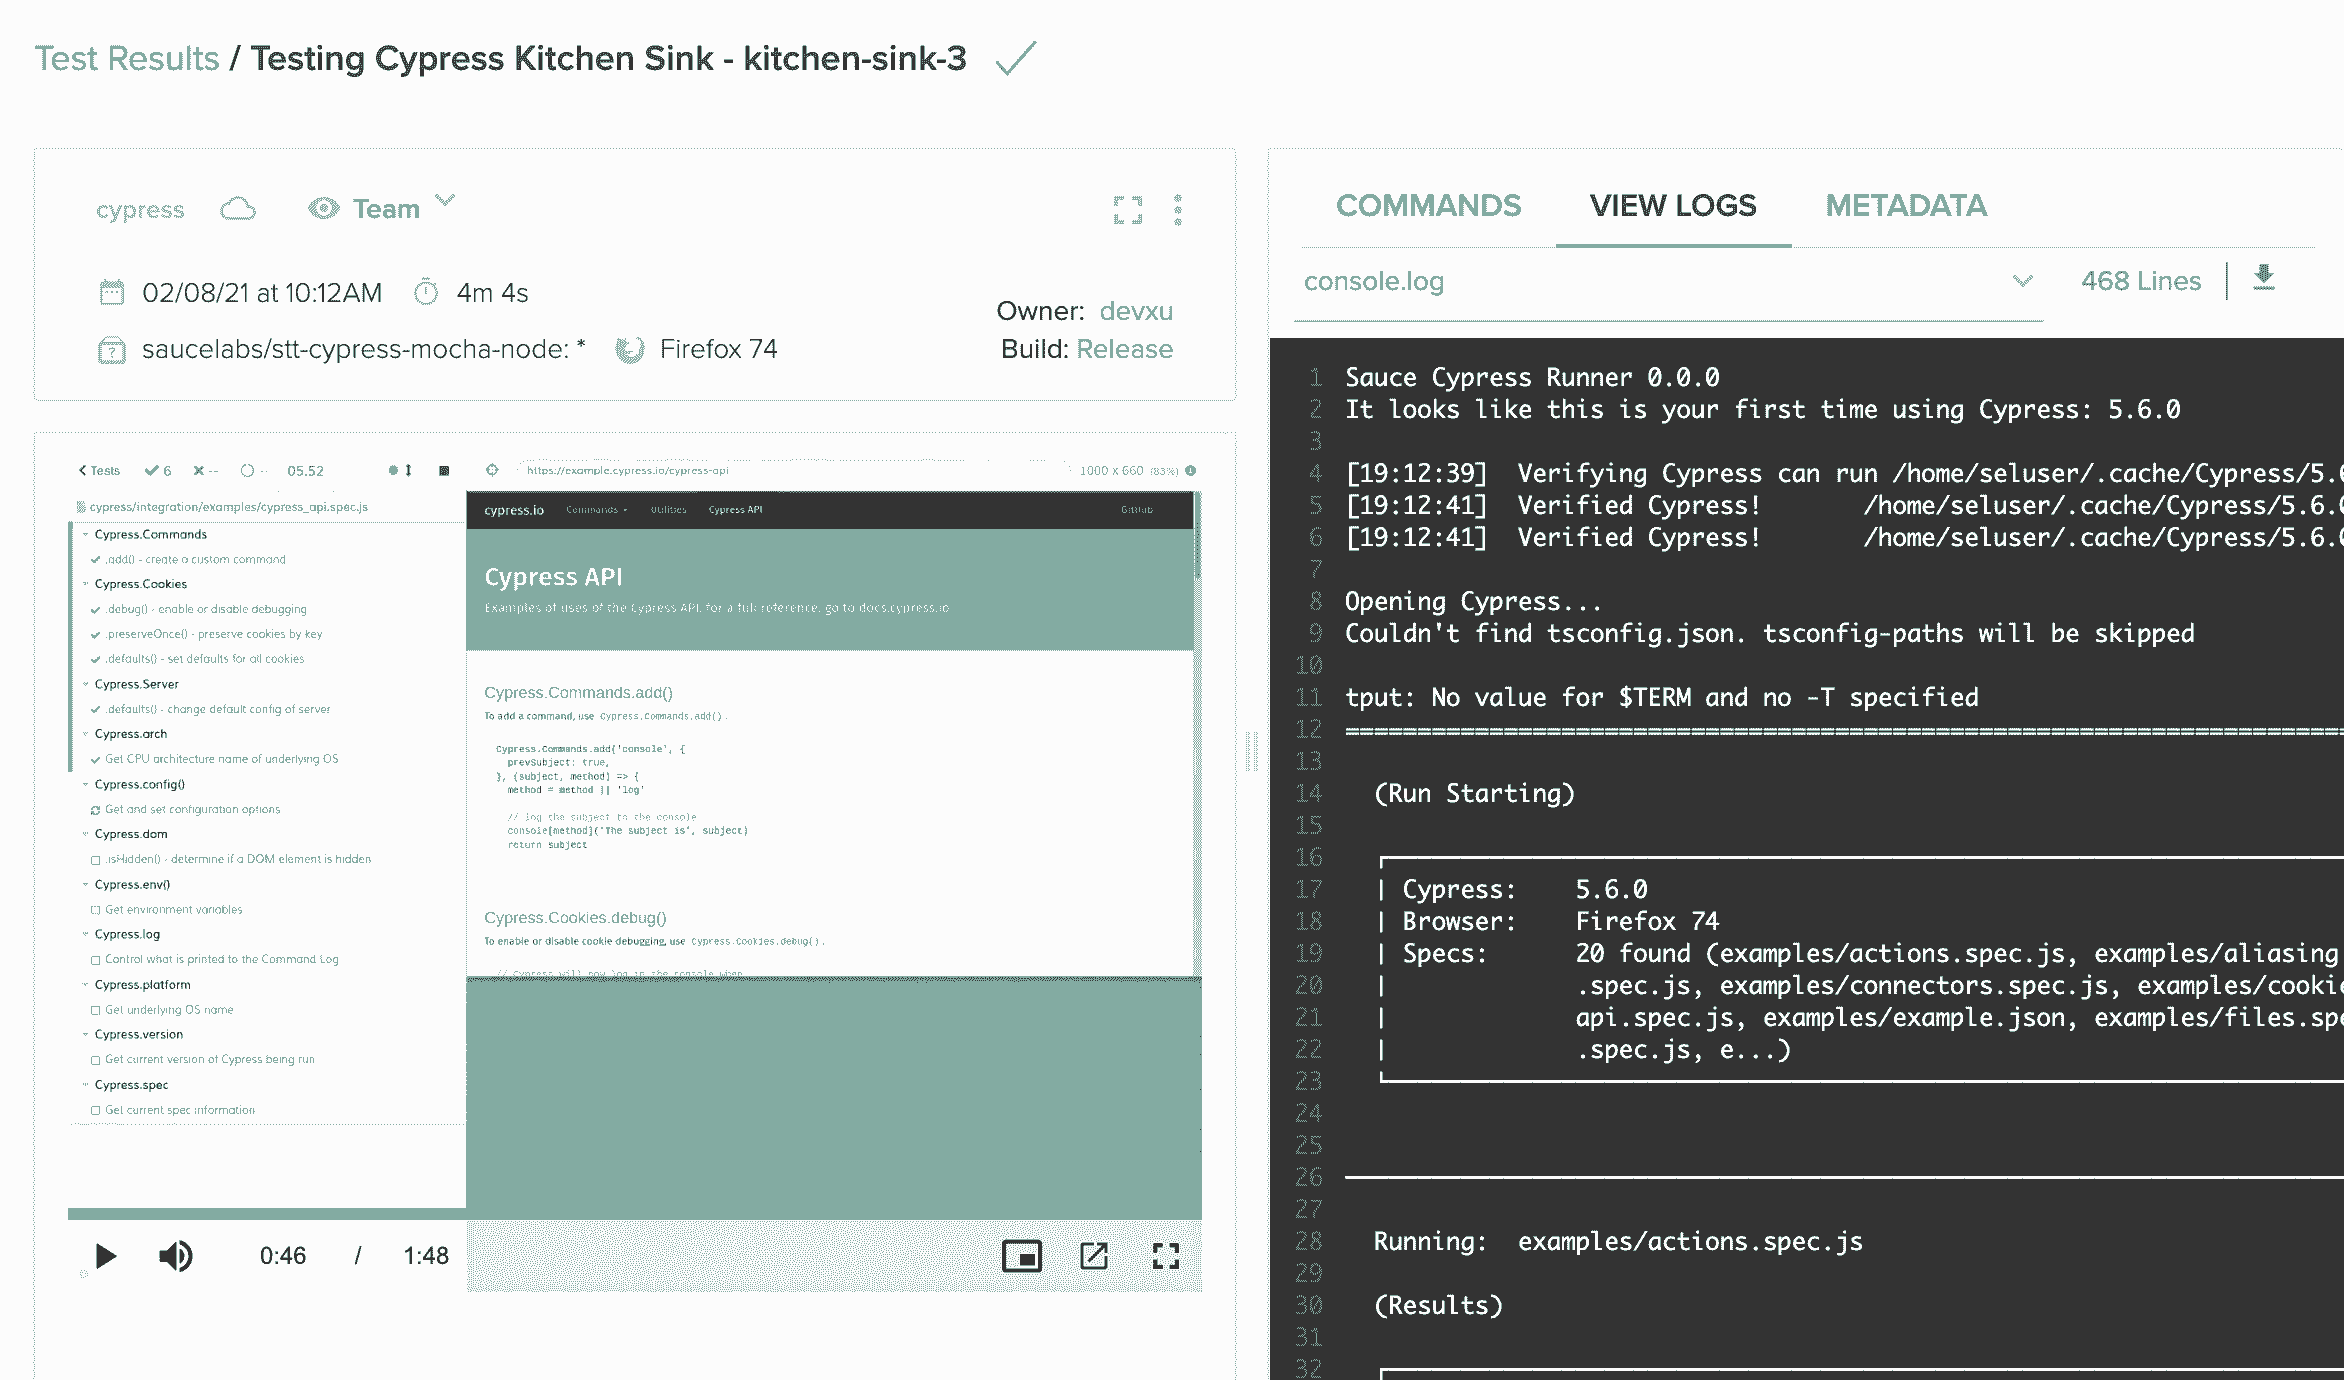 Test Results / Testing Cypress Kitchen Sink - kitchen-sink-3
cypress Team
02/08/21 at 10:12AM 4m 4s
saucelabs/stt-cypress-mocha-node: * Firefox 74
Owner: devxu
Build: Release
Tests 6 -- -- 05.52
https://example.cypress.io/cypress-api
1000 x 660 (83%)
cypress/integration/examples/cypress_api.spec.js
Cypress.Commands
.add() - create a custom command
Cypress.Cookies
.debug() - enable or disable debugging
.preserveOnce() - preserve cookies by key
.defaults() - set defaults for all cookies
Cypress.Server
.defaults() - change default config of server
Cypress.arch
Get CPU architecture name of underlying OS
Cypress.config()
Get and set configuration options
Cypress.dom
.isHidden() - determine if a DOM element is hidden
Cypress.env()
Get environment variables
Cypress.log
Control what is printed to the Command Log
Cypress.platform
Get underlying OS name
Cypress.version
Get current version of Cypress being run
Cypress.spec
Get current spec information
cypress.io Commands Utilities Cypress API GitHub
Cypress API
Examples of uses of the Cypress API, for a full reference, go to docs.cypress.io
Cypress.Commands.add()
To add a command, use Cypress.Commands.add().
Cypress.Commands.add('console', {
prevSubject: true,
}, (subject, method) => {
method = method || 'log'
// log the subject to the console
console[method]('The subject is', subject)
return subject
Cypress.Cookies.debug()
To enable or disable cookie debugging, use Cypress.Cookies.debug().
// Cypress will now log in the console when
0:46 / 1:48
COMMANDS VIEW LOGS METADATA
console.log 468 Lines
1 Sauce Cypress Runner 0.0.0
2 It looks like this is your first time using Cypress: 5.6.0
3
4 [19:12:39] Verifying Cypress can run /home/seluser/.cache/Cypress/5.6
5 [19:12:41] Verified Cypress! /home/seluser/.cache/Cypress/5.6.0
6 [19:12:41] Verified Cypress! /home/seluser/.cache/Cypress/5.6.0
7
8 Opening Cypress...
9 Couldn't find tsconfig.json. tsconfig-paths will be skipped
10
11 tput: No value for $TERM and no -T specified
12 ======================================================================
13
14 (Run Starting)
15
16
17 | Cypress: 5.6.0
18 | Browser: Firefox 74
19 | Specs: 20 found (examples/actions.spec.js, examples/aliasing
20 | .spec.js, examples/connectors.spec.js, examples/cookie
21 | api.spec.js, examples/example.json, examples/files.spe
22 | .spec.js, e...)
23
24
25
26
27
28 Running: examples/actions.spec.js
29
30 (Results)
31
32